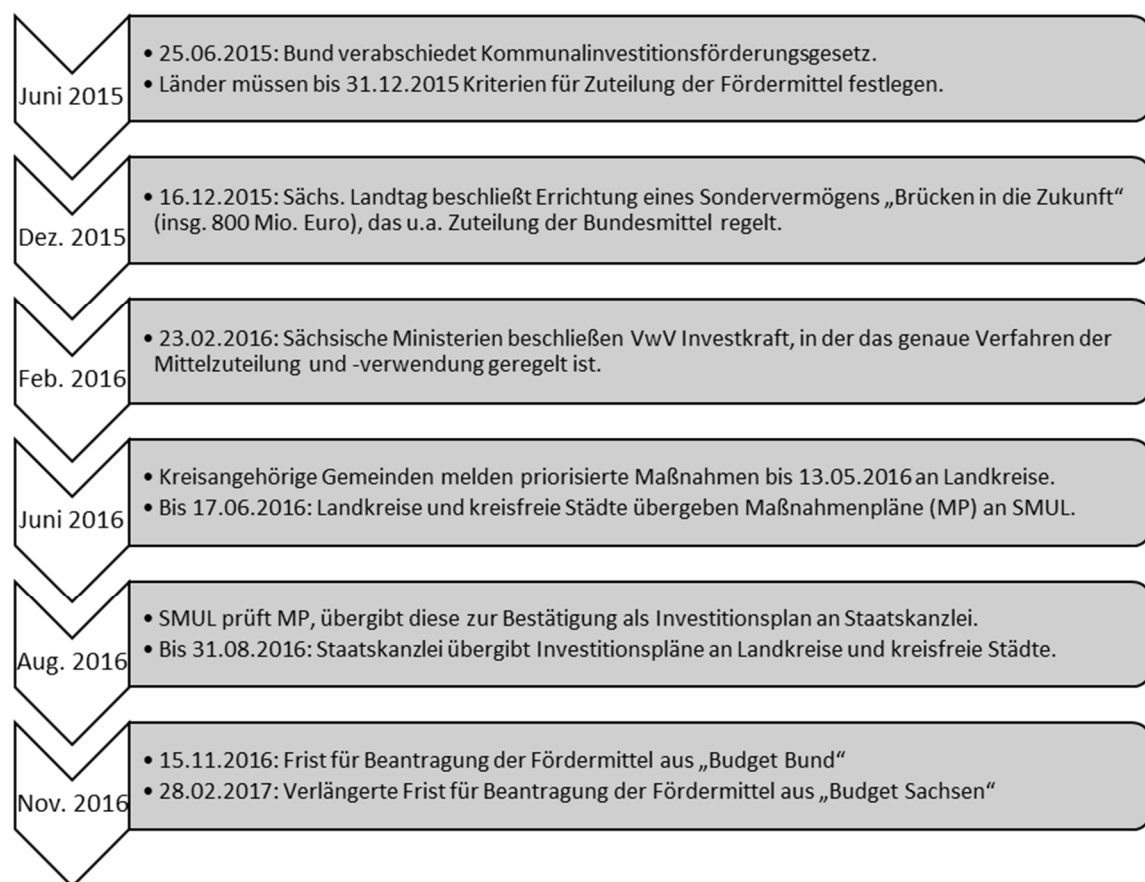 Juni 2015
• 25.06.2015: Bund verabschiedet Kommunalinvestitionsförderungsgesetz.
• Länder müssen bis 31.12.2015 Kriterien für Zuteilung der Fördermittel festlegen.
Dez. 2015
• 16.12.2015: Sächs. Landtag beschließt Errichtung eines Sondervermögens „Brücken in die Zukunft“
(insg. 800 Mio. Euro), das u.a. Zuteilung der Bundesmittel regelt.
Feb. 2016
• 23.02.2016: Sächsische Ministerien beschließen VwV Investkraft, in der das genaue Verfahren der
Mittelzuteilung und -verwendung geregelt ist.
Juni 2016
• Kreisangehörige Gemeinden melden priorisierte Maßnahmen bis 13.05.2016 an Landkreise.
• Bis 17.06.2016: Landkreise und kreisfreie Städte übergeben Maßnahmenpläne (MP) an SMUL.
Aug. 2016
• SMUL prüft MP, übergibt diese zur Bestätigung als Investitionsplan an Staatskanzlei.
• Bis 31.08.2016: Staatskanzlei übergibt Investitionspläne an Landkreise und kreisfreie Städte.
Nov. 2016
• 15.11.2016: Frist für Beantragung der Fördermittel aus „Budget Bund“
• 28.02.2017: Verlängerte Frist für Beantragung der Fördermittel aus „Budget Sachsen“